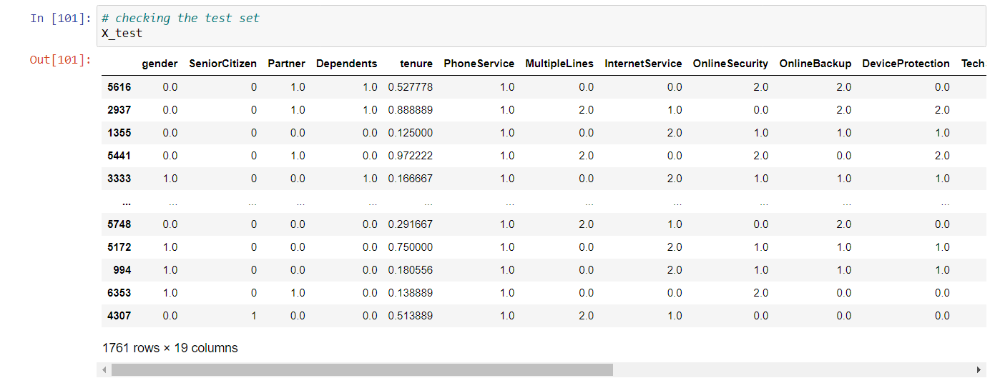 In [101]: # checking the test set
X_test
Out[101]:
gender SeniorCitizen Partner Dependents tenure PhoneService MultipleLines InternetService OnlineSecurity OnlineBackup DeviceProtection Tech
5616 0.0 0 1.0 1.0 0.527778 1.0 0.0 0.0 2.0 2.0 0.0
2937 0.0 0 1.0 1.0 0.888889 1.0 2.0 1.0 0.0 2.0 2.0
1355 0.0 0 0.0 0.0 0.125000 1.0 0.0 2.0 1.0 1.0 1.0
5441 0.0 0 1.0 0.0 0.972222 1.0 2.0 0.0 2.0 0.0 2.0
3333 1.0 0 0.0 1.0 0.166667 1.0 0.0 2.0 1.0 1.0 1.0
... ... ... ... ... ... ... ... ... ... ... ...
5748 0.0 0 0.0 0.0 0.291667 1.0 2.0 1.0 0.0 2.0 0.0
5172 1.0 0 0.0 0.0 0.750000 1.0 0.0 2.0 1.0 1.0 1.0
994 1.0 0 0.0 0.0 0.180556 1.0 0.0 2.0 1.0 1.0 1.0
6353 1.0 0 1.0 0.0 0.138889 1.0 0.0 0.0 2.0 0.0 0.0
4307 0.0 1 0.0 0.0 0.513889 1.0 2.0 1.0 0.0 0.0 0.0
1761 rows × 19 columns